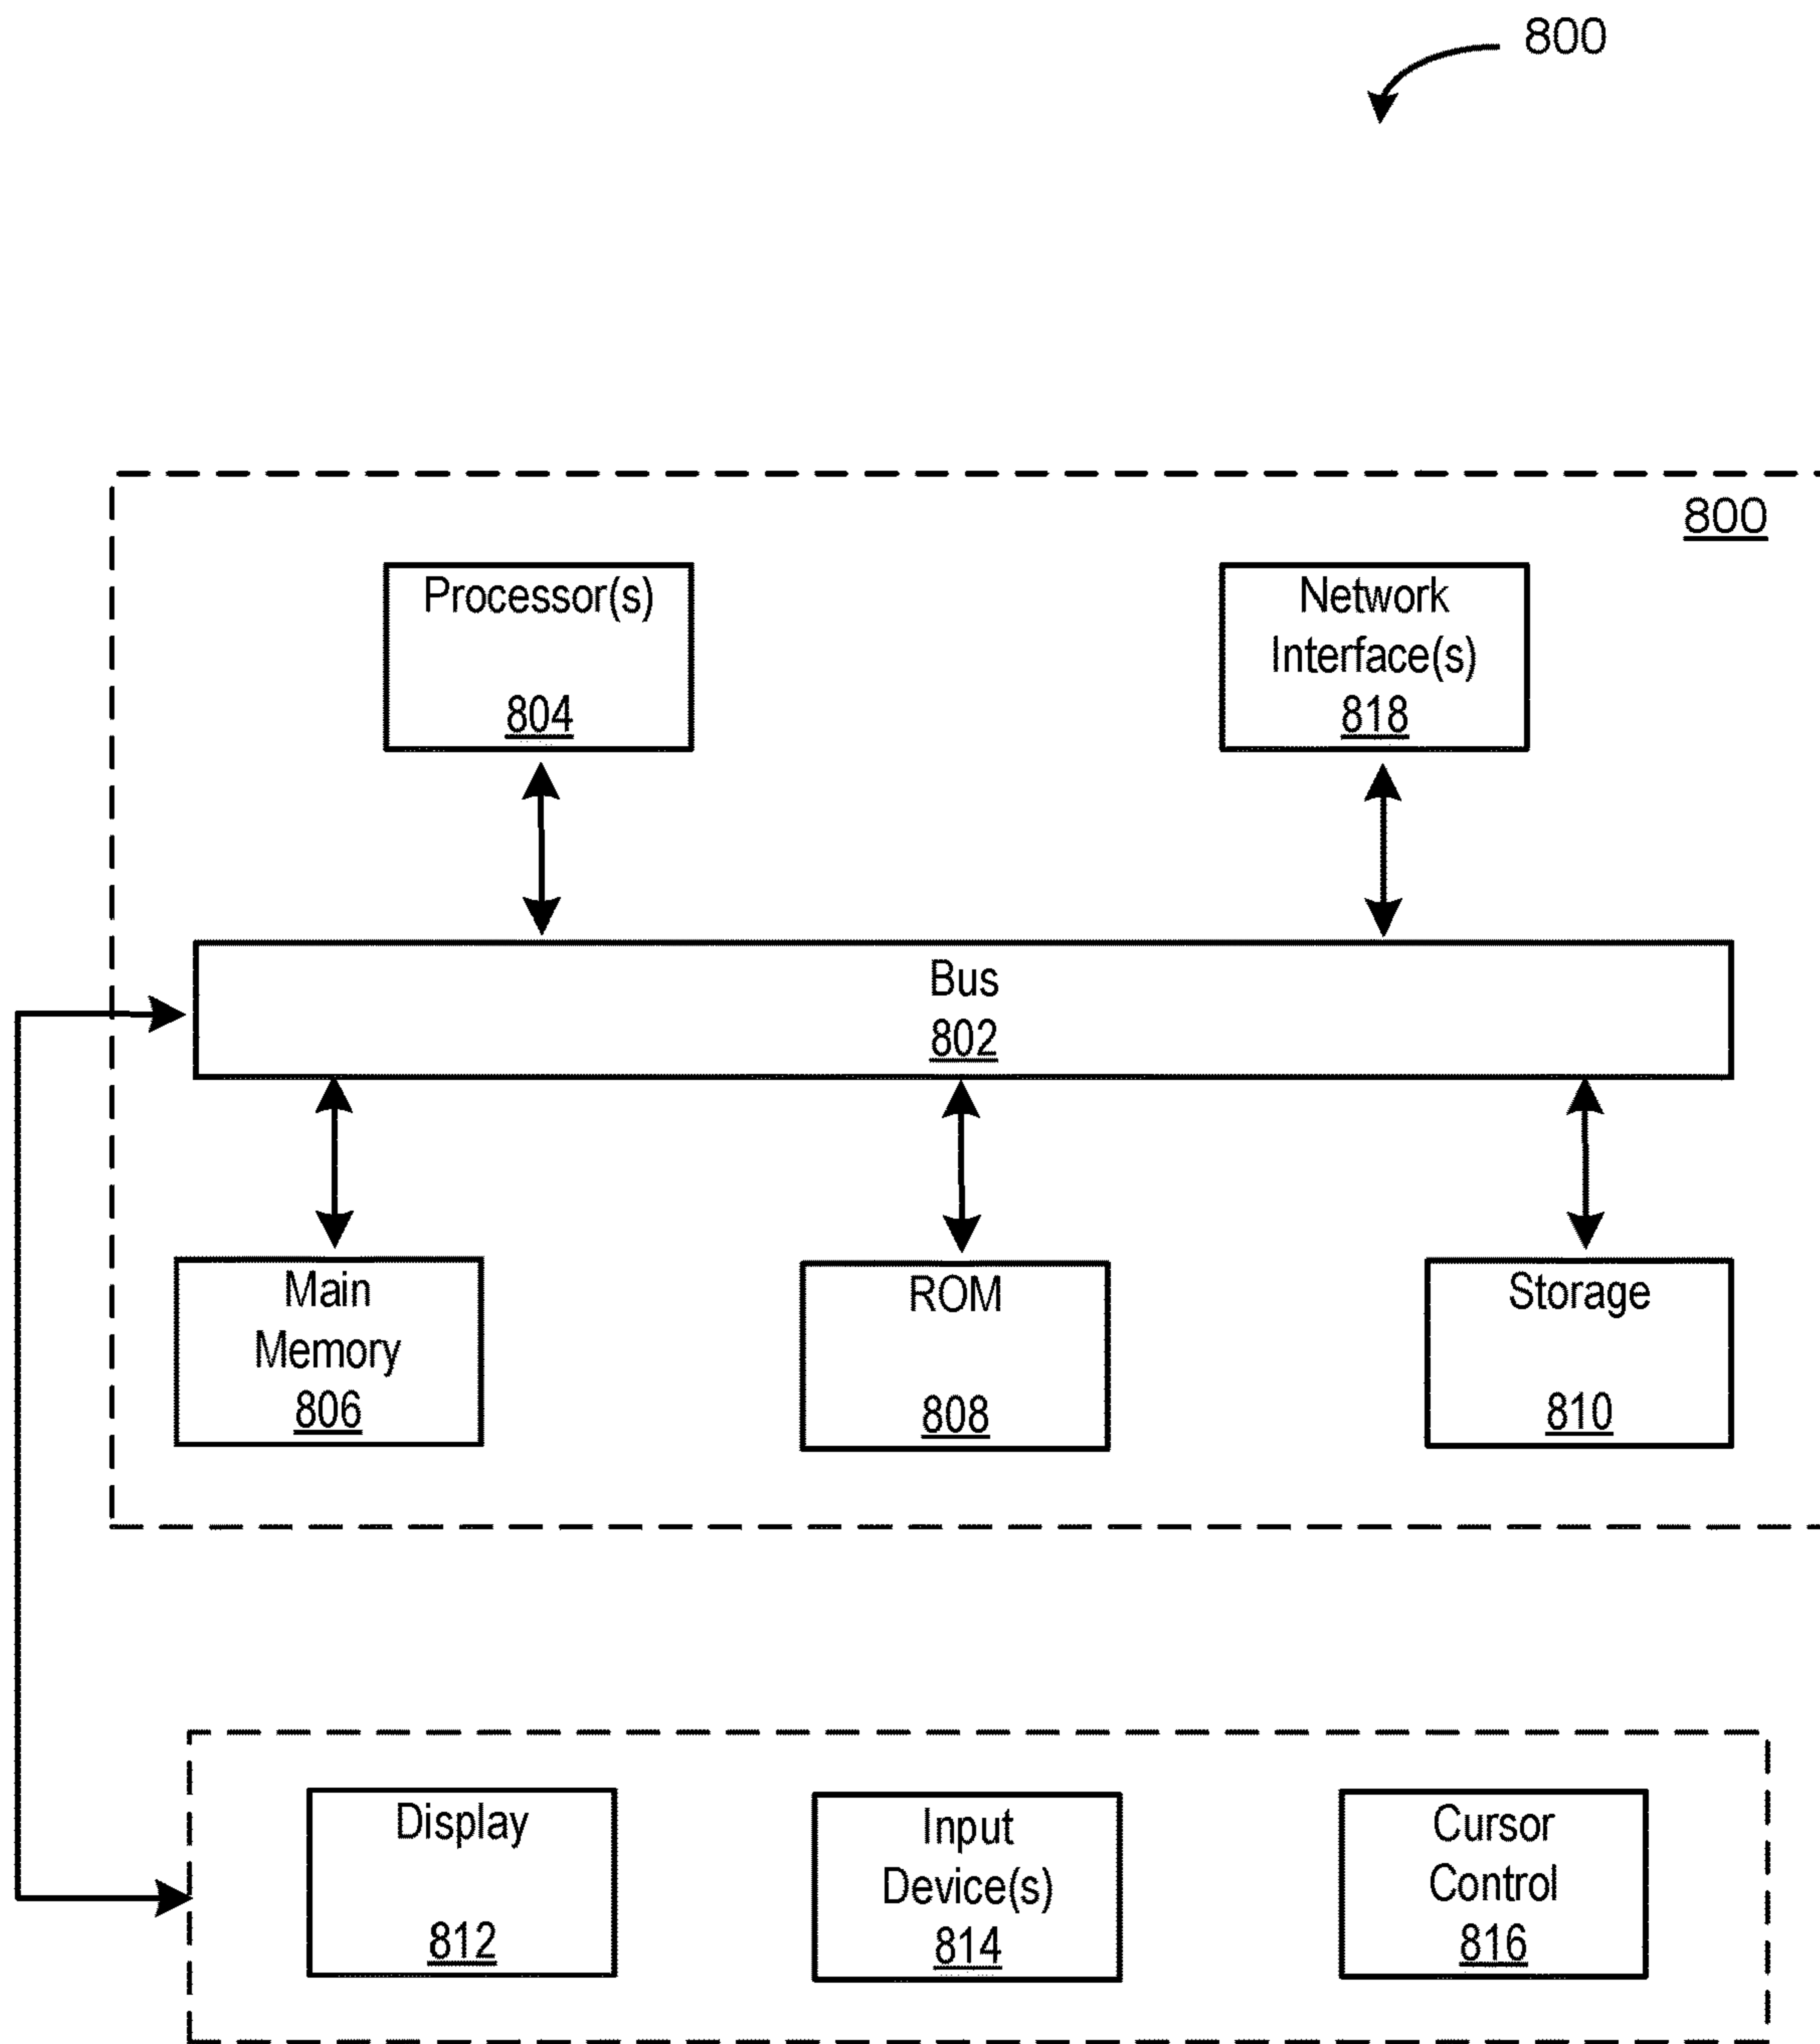 800
800
Processor(s)
804
Network
Interface(s)
818
Bus
802
Main
Memory
806
ROM
808
Storage
810
Display
812
Input
Device(s)
814
Cursor
Control
816